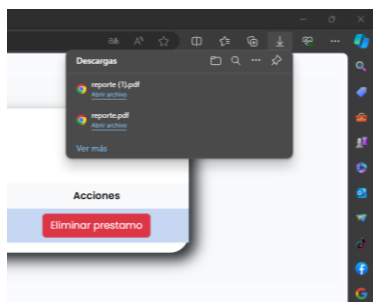 Descargas
reporte (1).pdf
Abrir archivo
reporte.pdf
Abrir archivo
Ver más
Acciones
Eliminar prestamo